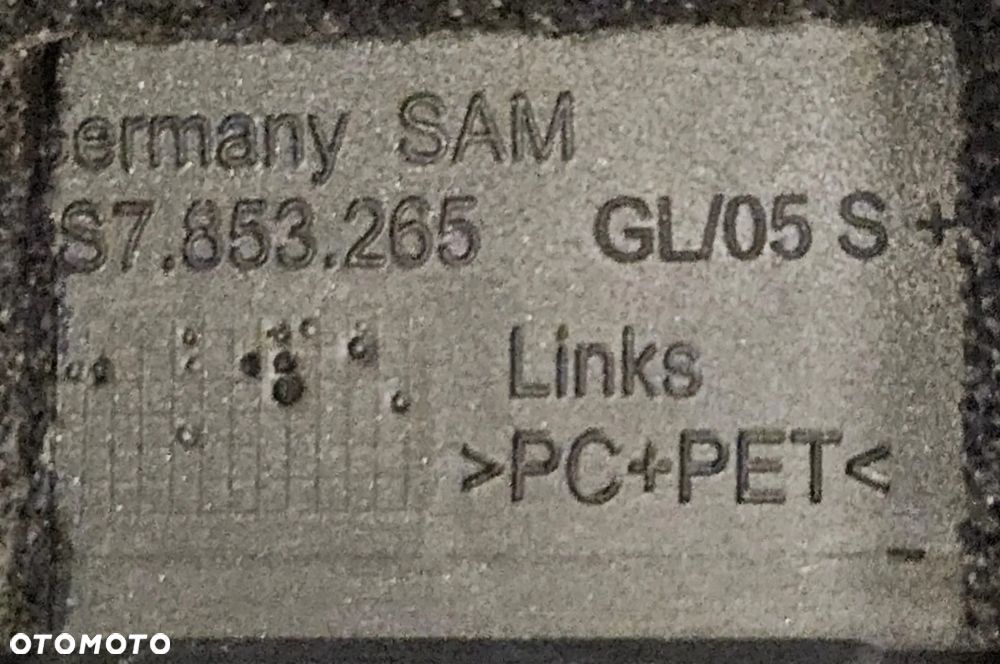 ermany SAM
S7.853.265 GL/05 S +
Links
>PC+PET<
OTOMOTO